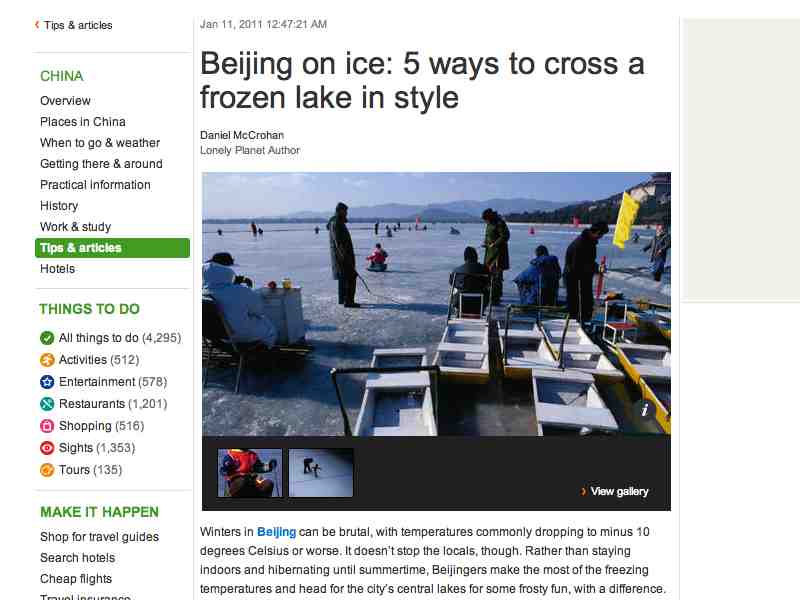 ‹ Tips & articles
CHINA
Overview
Places in China
When to go & weather
Getting there & around
Practical information
History
Work & study
Tips & articles
Hotels
THINGS TO DO
All things to do (4,295)
Activities (512)
Entertainment (578)
Restaurants (1,201)
Shopping (516)
Sights (1,353)
Tours (135)
MAKE IT HAPPEN
Shop for travel guides
Search hotels
Cheap flights
Travel insurance
Jan 11, 2011 12:47:21 AM
Beijing on ice: 5 ways to cross a
frozen lake in style
Daniel McCrohan
Lonely Planet Author
i
› View gallery
Winters in Beijing can be brutal, with temperatures commonly dropping to minus 10
degrees Celsius or worse. It doesn't stop the locals, though. Rather than staying
indoors and hibernating until summertime, Beijingers make the most of the freezing
temperatures and head for the city's central lakes for some frosty fun, with a difference.